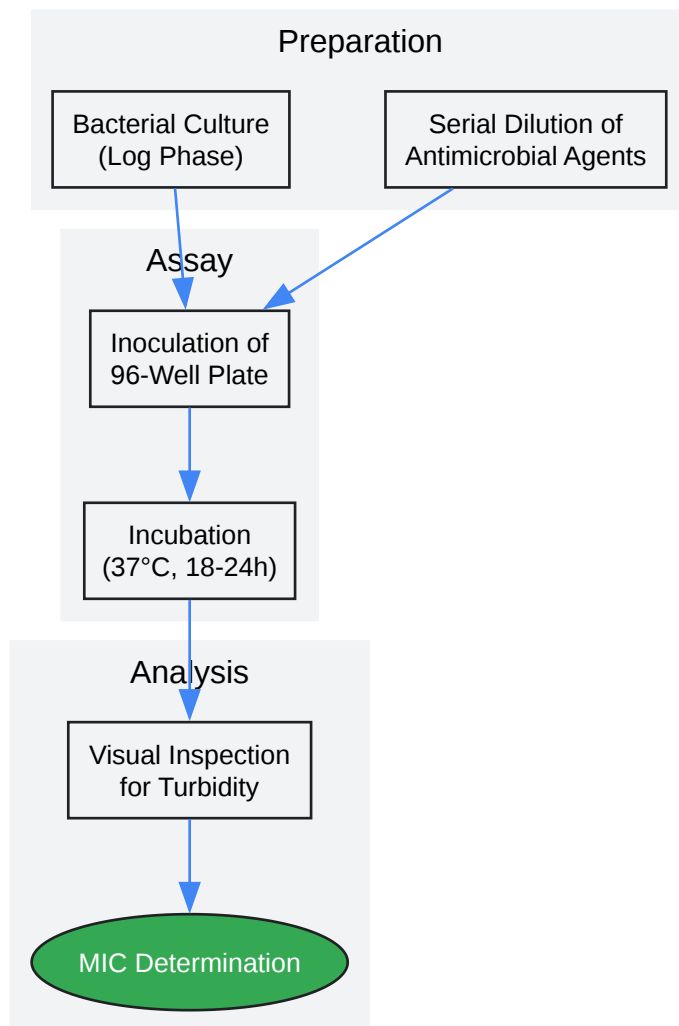 Preparation
Bacterial Culture
(Log Phase)
Serial Dilution of
Antimicrobial Agents
Assay
Inoculation of
96-Well Plate
Incubation
(37°C, 18-24h)
Analysis
Visual Inspection
for Turbidity
MIC Determination